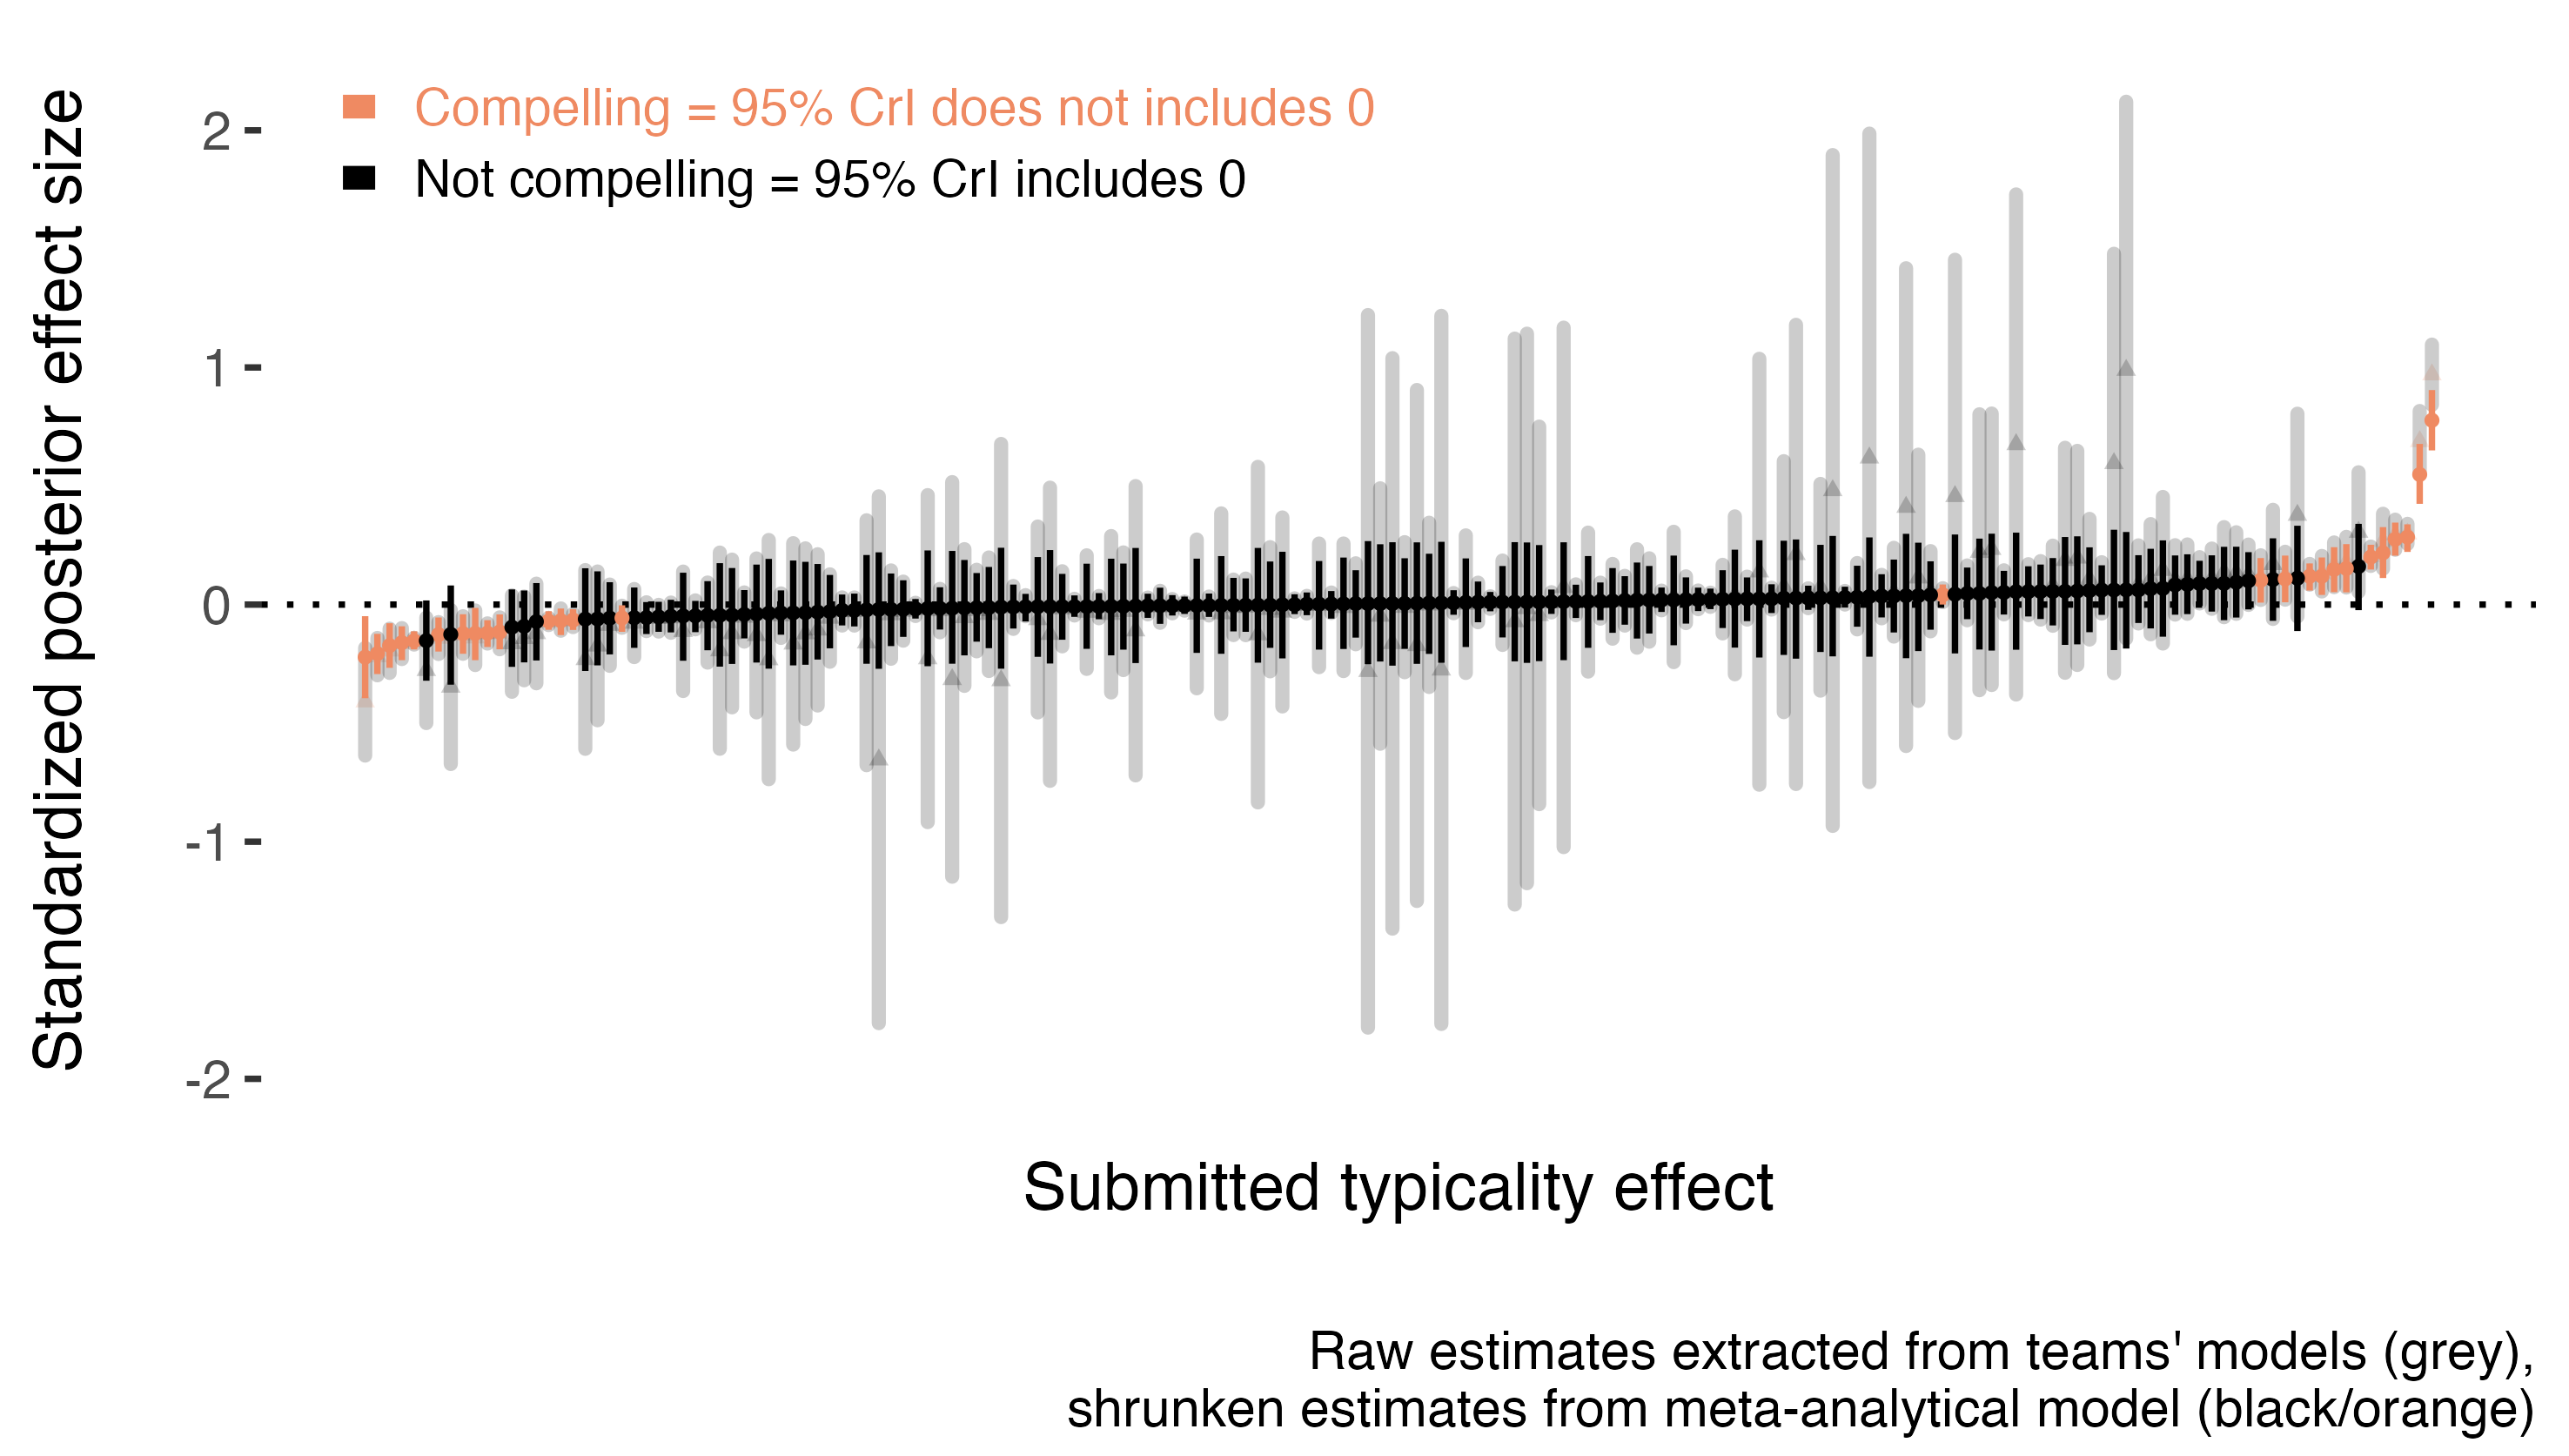 Standardized posterior effect size
Compelling = 95% CrI does not includes 0
Not compelling = 95% CrI includes 0
2
1
0
-1
-2
Submitted typicality effect
Raw estimates extracted from teams' models (grey),
shrunken estimates from meta-analytical model (black/orange)